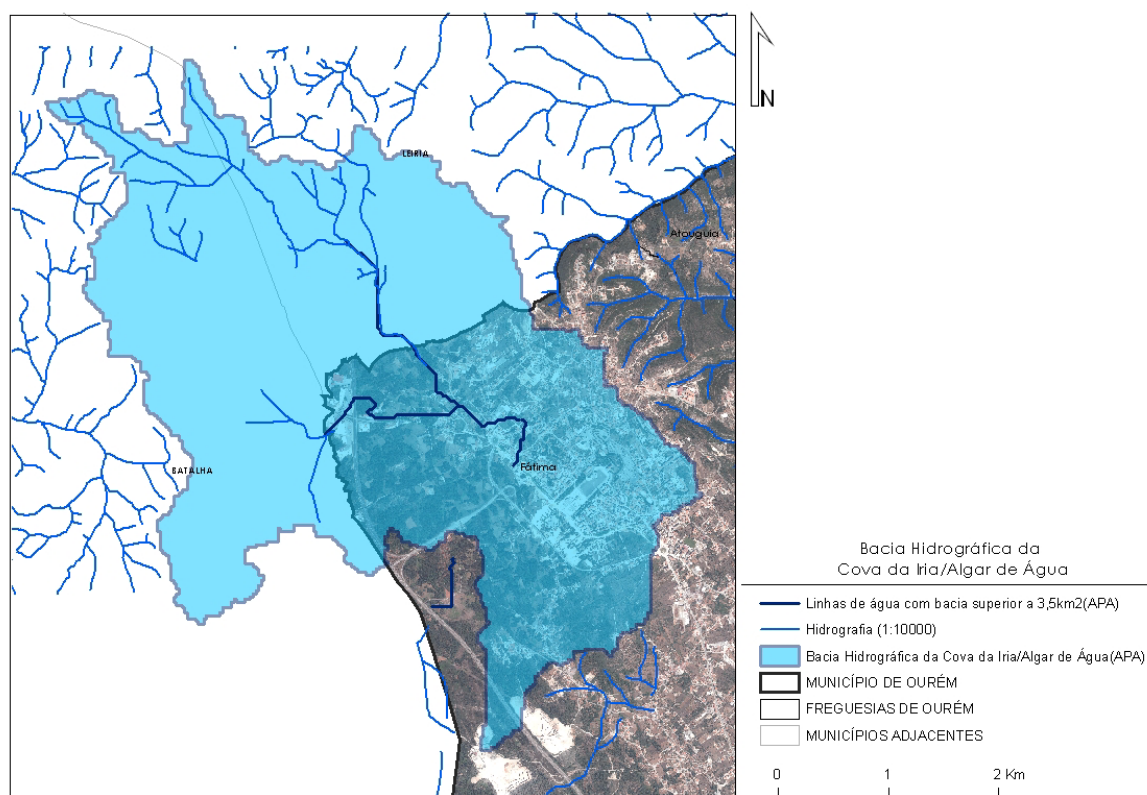 N
LEIRIA
Atouguia
Fátima
BATALHA
Bacia Hidrográfica da
Cova da Iria/Algar de Água
Linhas de água com bacia superior a 3,5km2(APA)
Hidrografia (1:10000)
Bacia Hidrográfica da Cova da Iria/Algar de Água(APA)
MUNICÍPIO DE OURÉM
FREGUESIAS DE OURÉM
MUNICÍPIOS ADJACENTES
0 1 2 Km